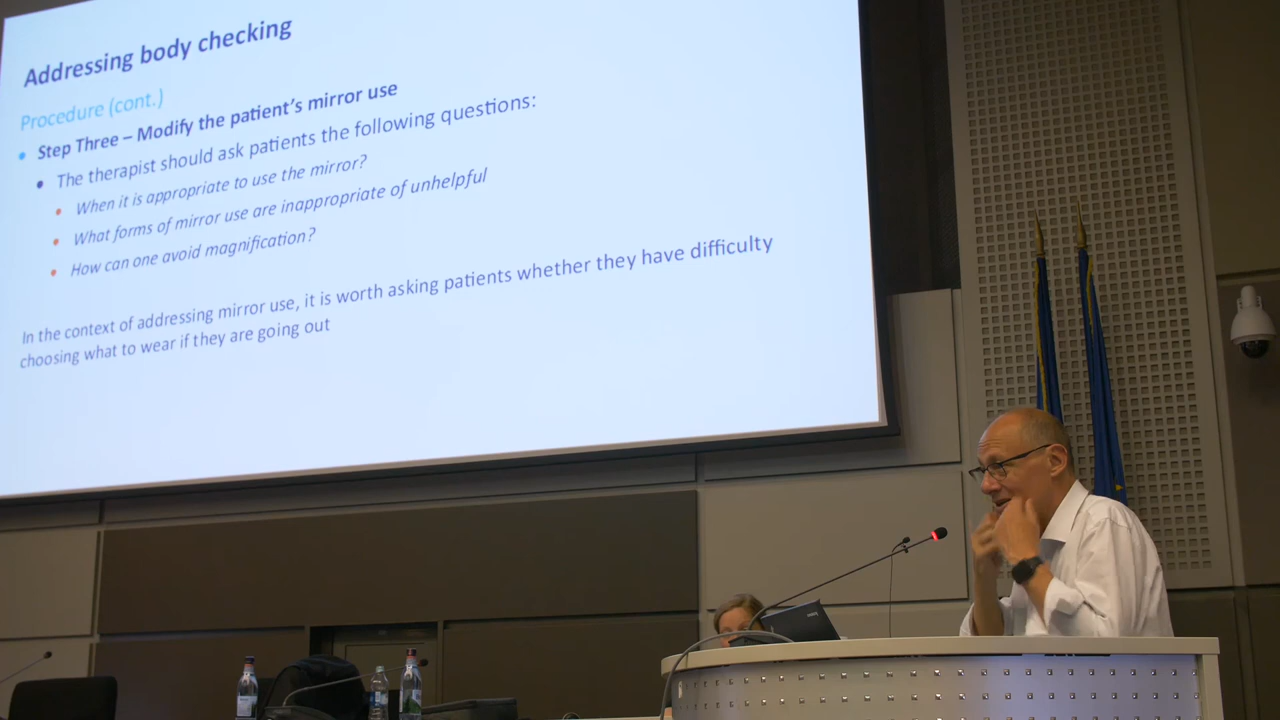 Addressing body checking
Procedure (cont.)
Step Three – Modify the patient's mirror use
The therapist should ask patients the following questions:
When it is appropriate to use the mirror?
What forms of mirror use are inappropriate of unhelpful
How can one avoid magnification?
In the context of addressing mirror use, it is worth asking patients whether they have difficulty
choosing what to wear if they are going out